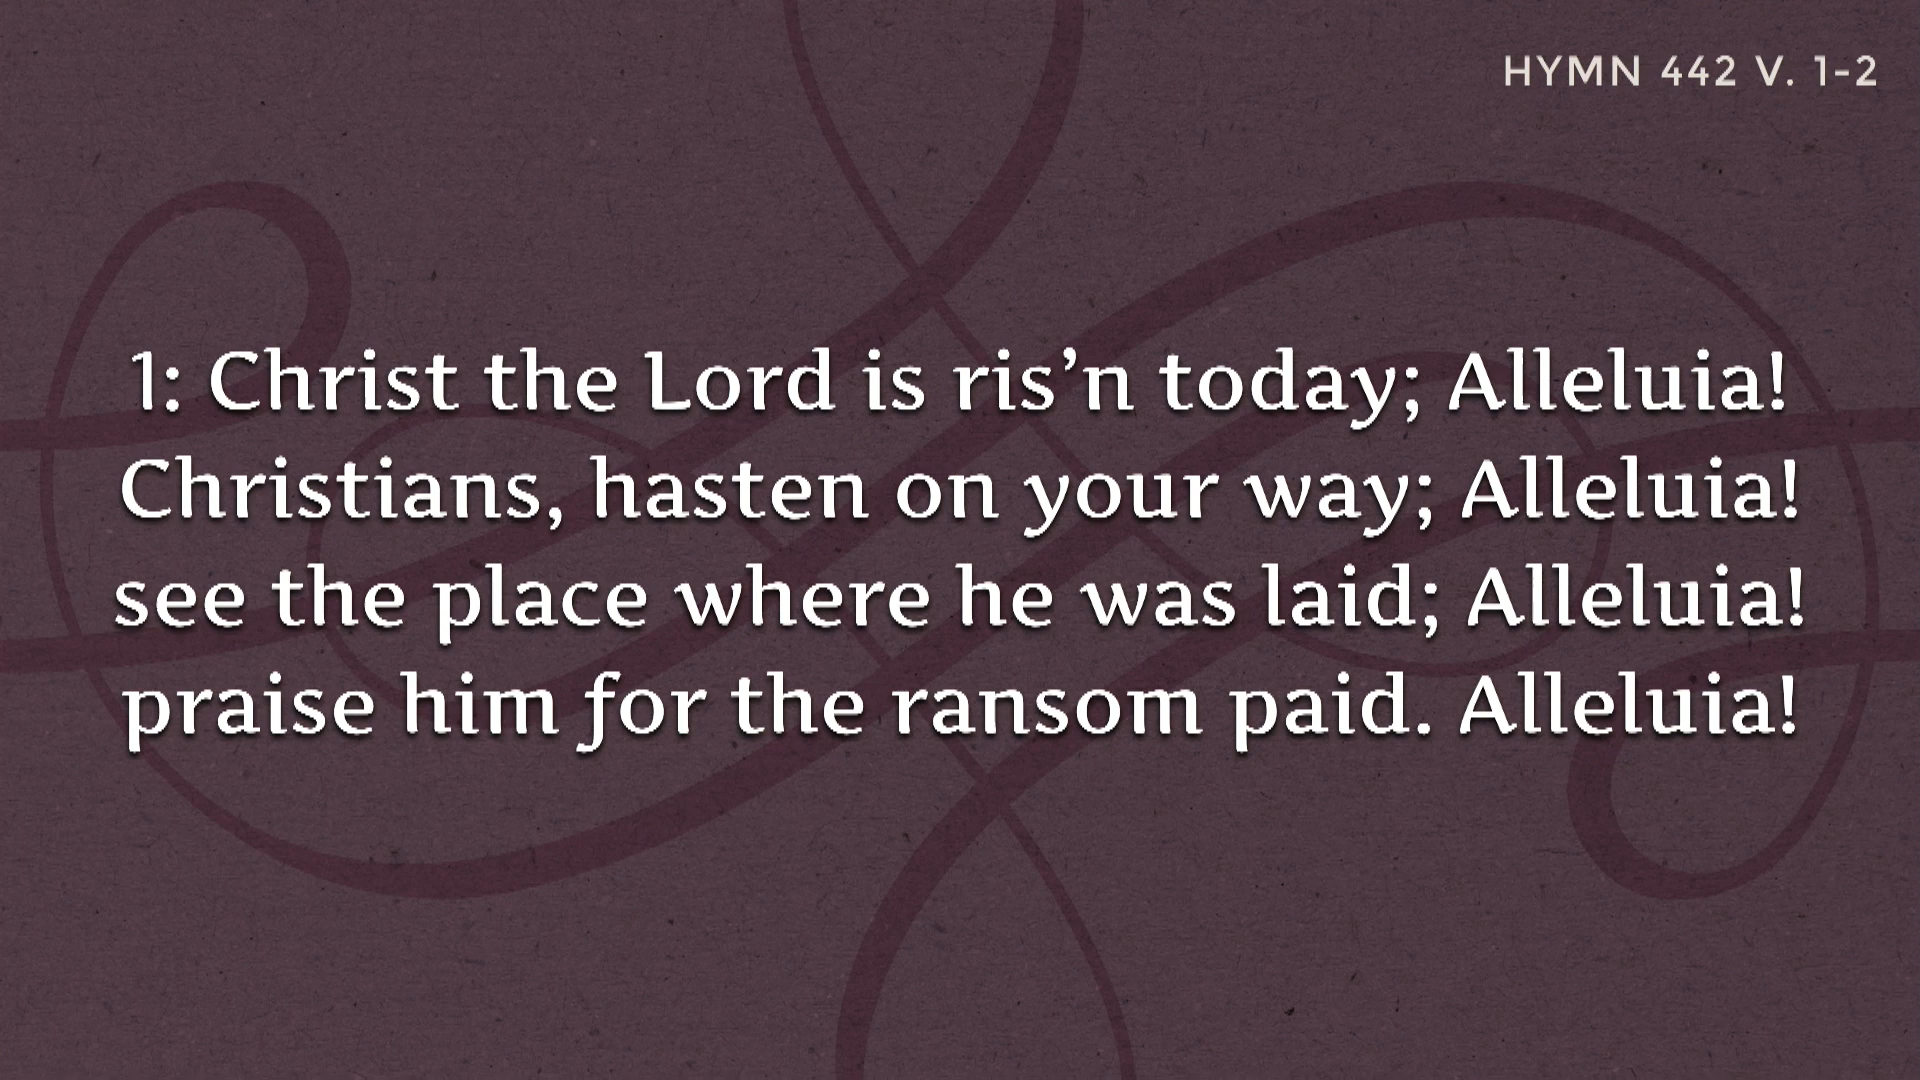 HYMN 442 V. 1-2
1: Christ the Lord is ris’n today; Alleluia!
Christians, hasten on your way; Alleluia!
see the place where he was laid; Alleluia!
praise him for the ransom paid. Alleluia!